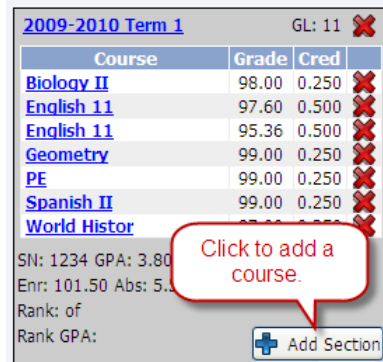 2009-2010 Term 1 GL: 11
Course Grade Cred
Biology II 98.00 0.250
English 11 97.60 0.500
English 11 95.36 0.500
Geometry 99.00 0.250
PE 99.00 0.250
Spanish II 99.00 0.250
World Histor
Click to add a
course.
SN: 1234 GPA: 3.80
Enr: 101.50 Abs:
Rank: of
Rank GPA:
Add Section